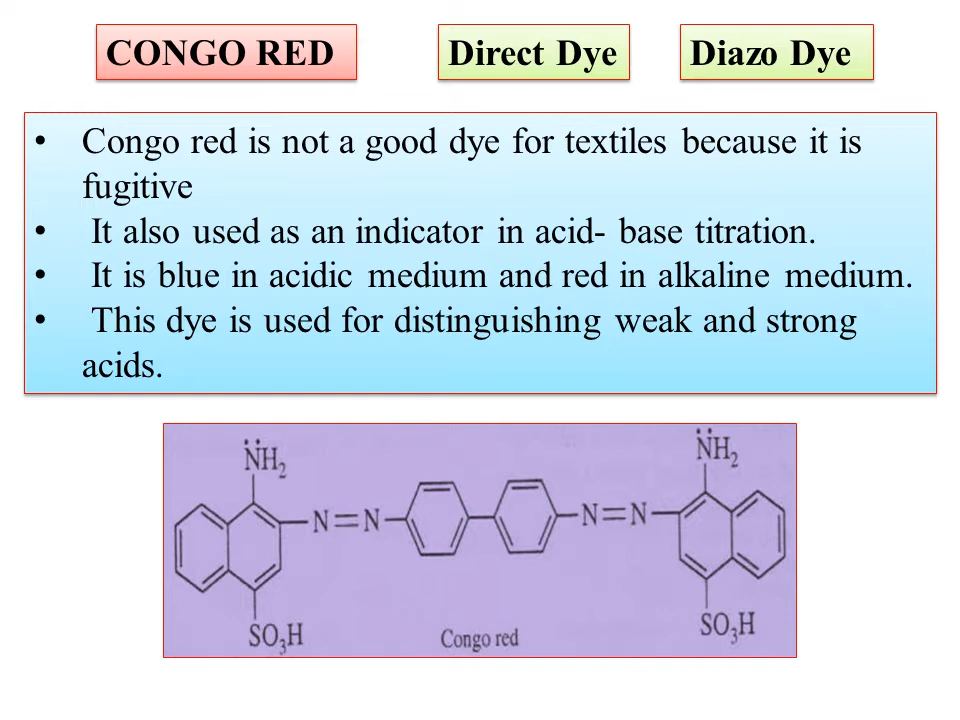 CONGO RED
Direct Dye
Diazo Dye
• Congo red is not a good dye for textiles because it is
fugitive
• It also used as an indicator in acid- base titration.
• It is blue in acidic medium and red in alkaline medium.
• This dye is used for distinguishing weak and strong
acids.
N̈H₂
N̈H₂
N=N
N=N
SO₃H
SO₃H
Congo red